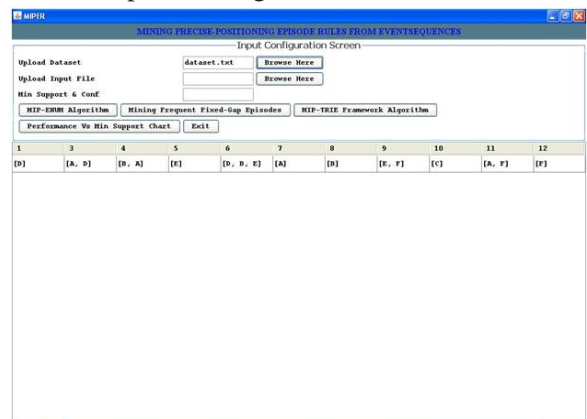 MIPER
MINING PRECISE-POSITIONING EPISODE RULES FROM EVENTSEQUENCES
Input Configuration Screen
Upload Dataset dataset.txt Browse Here
Upload Input File Browse Here
Min Support & Conf
MIP-ENUM Algorithm Mining Frequent Fixed-Gap Episodes MIP-TRIE Framework Algorithm
Performance Vs Min Support Chart Exit
1 3 4 5 6 7 8 9 10 11 12
[D] [A, D] [B, A] [E] [D, B, E] [A] [B] [E, F] [C] [A, F] [F]